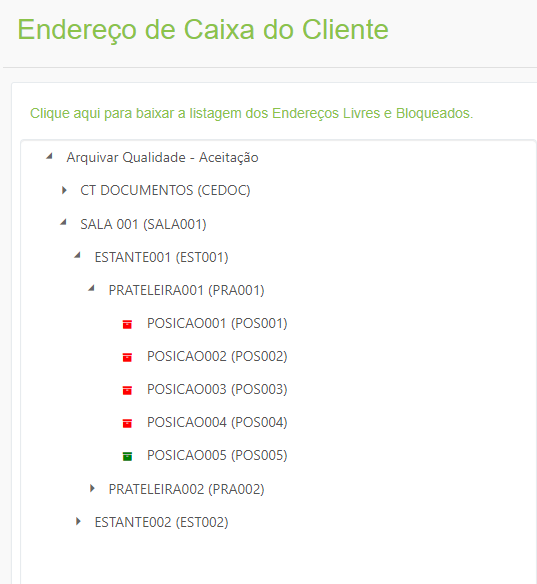 Endereço de Caixa do Cliente
Clique aqui para baixar a listagem dos Endereços Livres e Bloqueados.
Arquivar Qualidade - Aceitação
CT DOCUMENTOS (CEDOC)
SALA 001 (SALA001)
ESTANTE001 (EST001)
PRATELEIRA001 (PRA001)
POSICAO001 (POS001)
POSICAO002 (POS002)
POSICAO003 (POS003)
POSICAO004 (POS004)
POSICAO005 (POS005)
PRATELEIRA002 (PRA002)
ESTANTE002 (EST002)